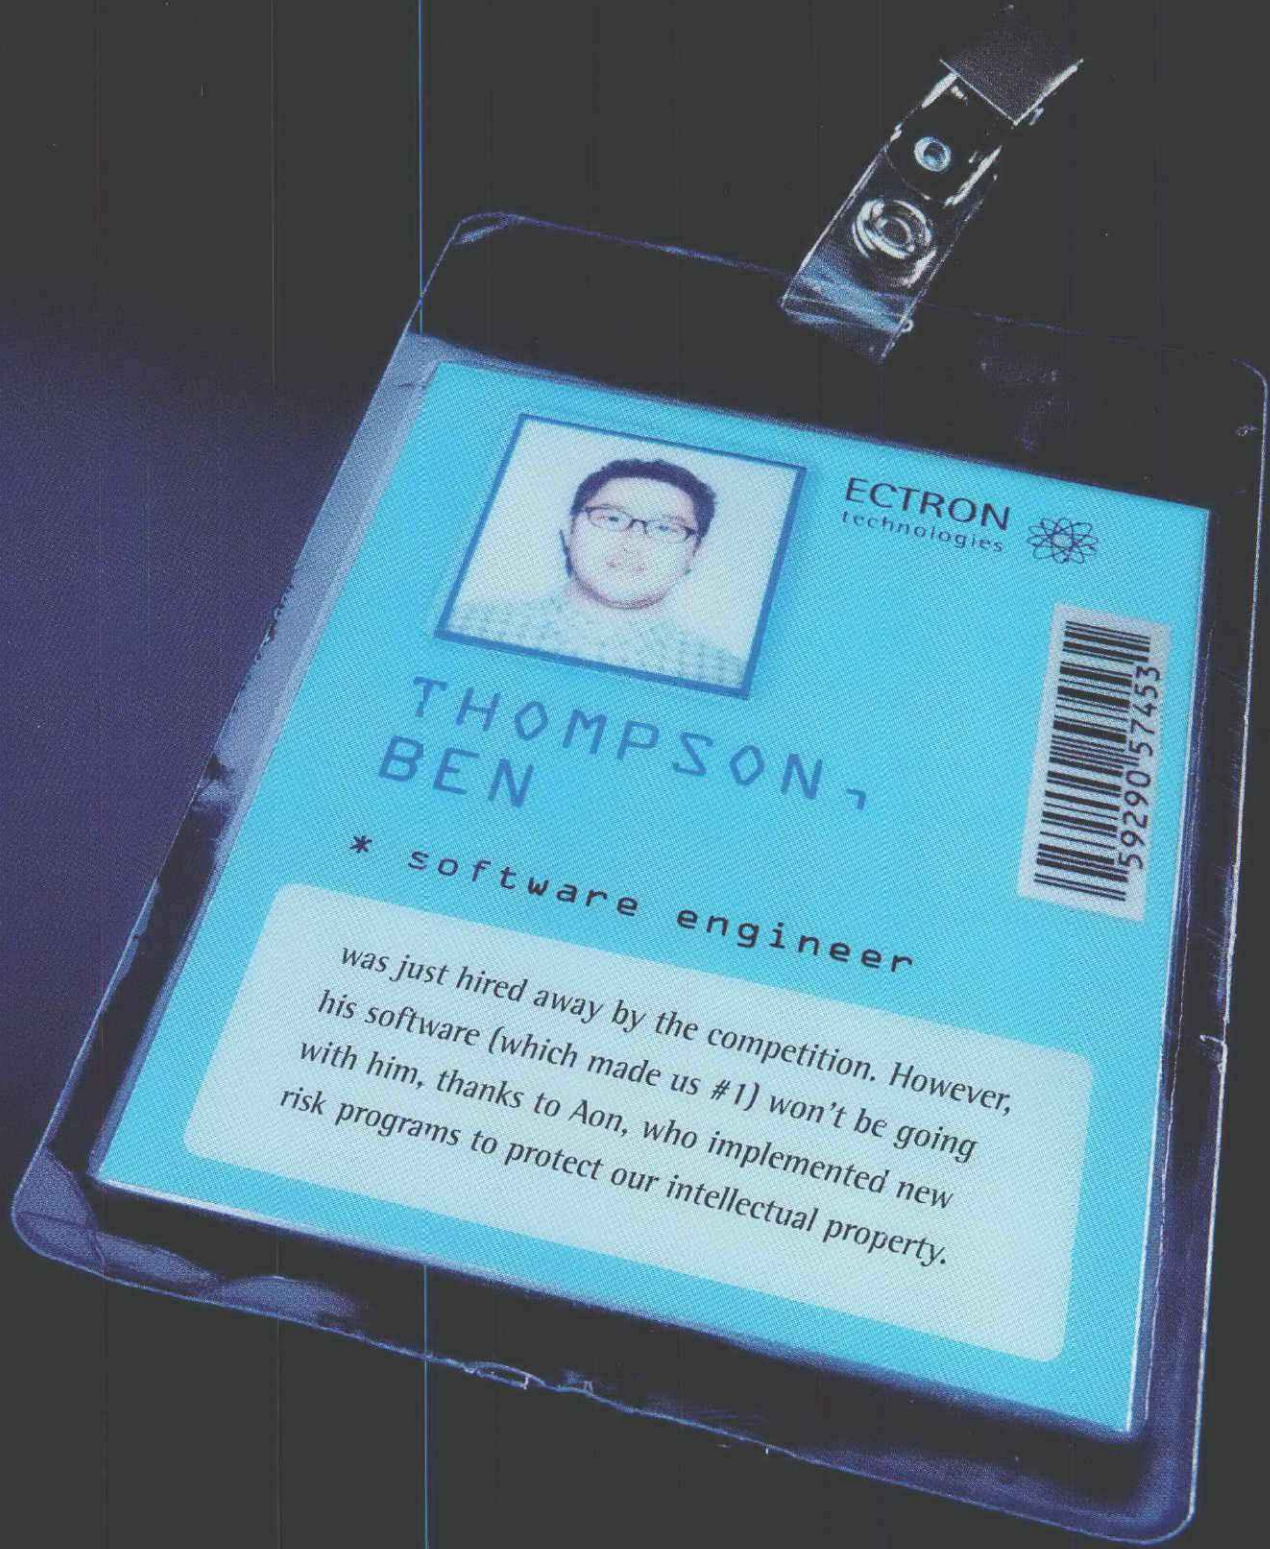 ECTRON
technologies
59290 57453
THOMPSON,
BEN
* software engineer
was just hired away by the competition. However,
his software (which made us #1) won't be going
with him, thanks to Aon, who implemented new
risk programs to protect our intellectual property.